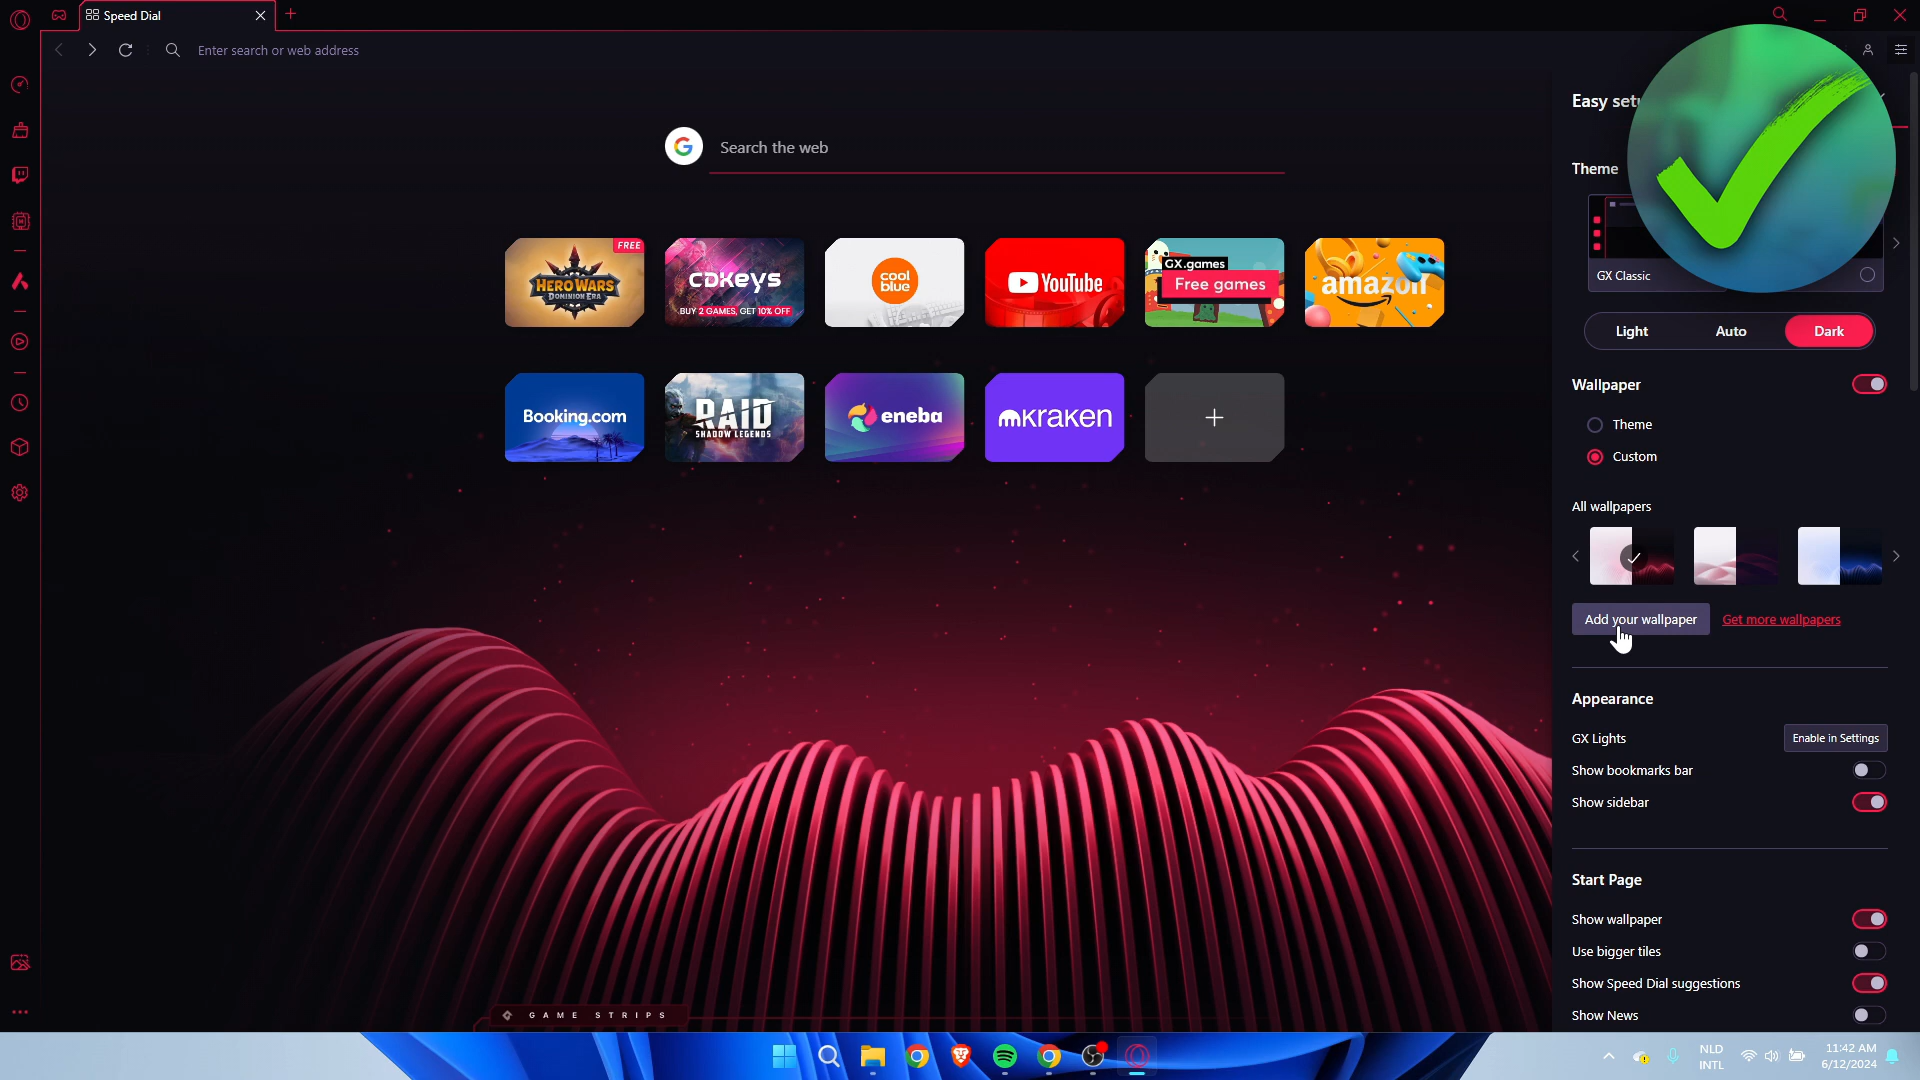 Speed Dial
Enter search or web address
Search the web
FREE
HERO WARS
DOMINION ERA
CDKEYS
BUY 2 GAMES, GET 10% OFF
cool
blue
YouTube
GX.games
Free games
amazon
Booking.com
RAID
SHADOW LEGENDS
eneba
mKraken
GAME STRIPS
Easy setu
Theme
GX Classic
Light
Auto
Dark
Wallpaper
Theme
Custom
All wallpapers
Add your wallpaper
Get more wallpapers
Appearance
GX Lights
Enable in Settings
Show bookmarks bar
Show sidebar
Start Page
Show wallpaper
Use bigger tiles
Show Speed Dial suggestions
Show News
NLD
INTL
11:42 AM
6/12/2024